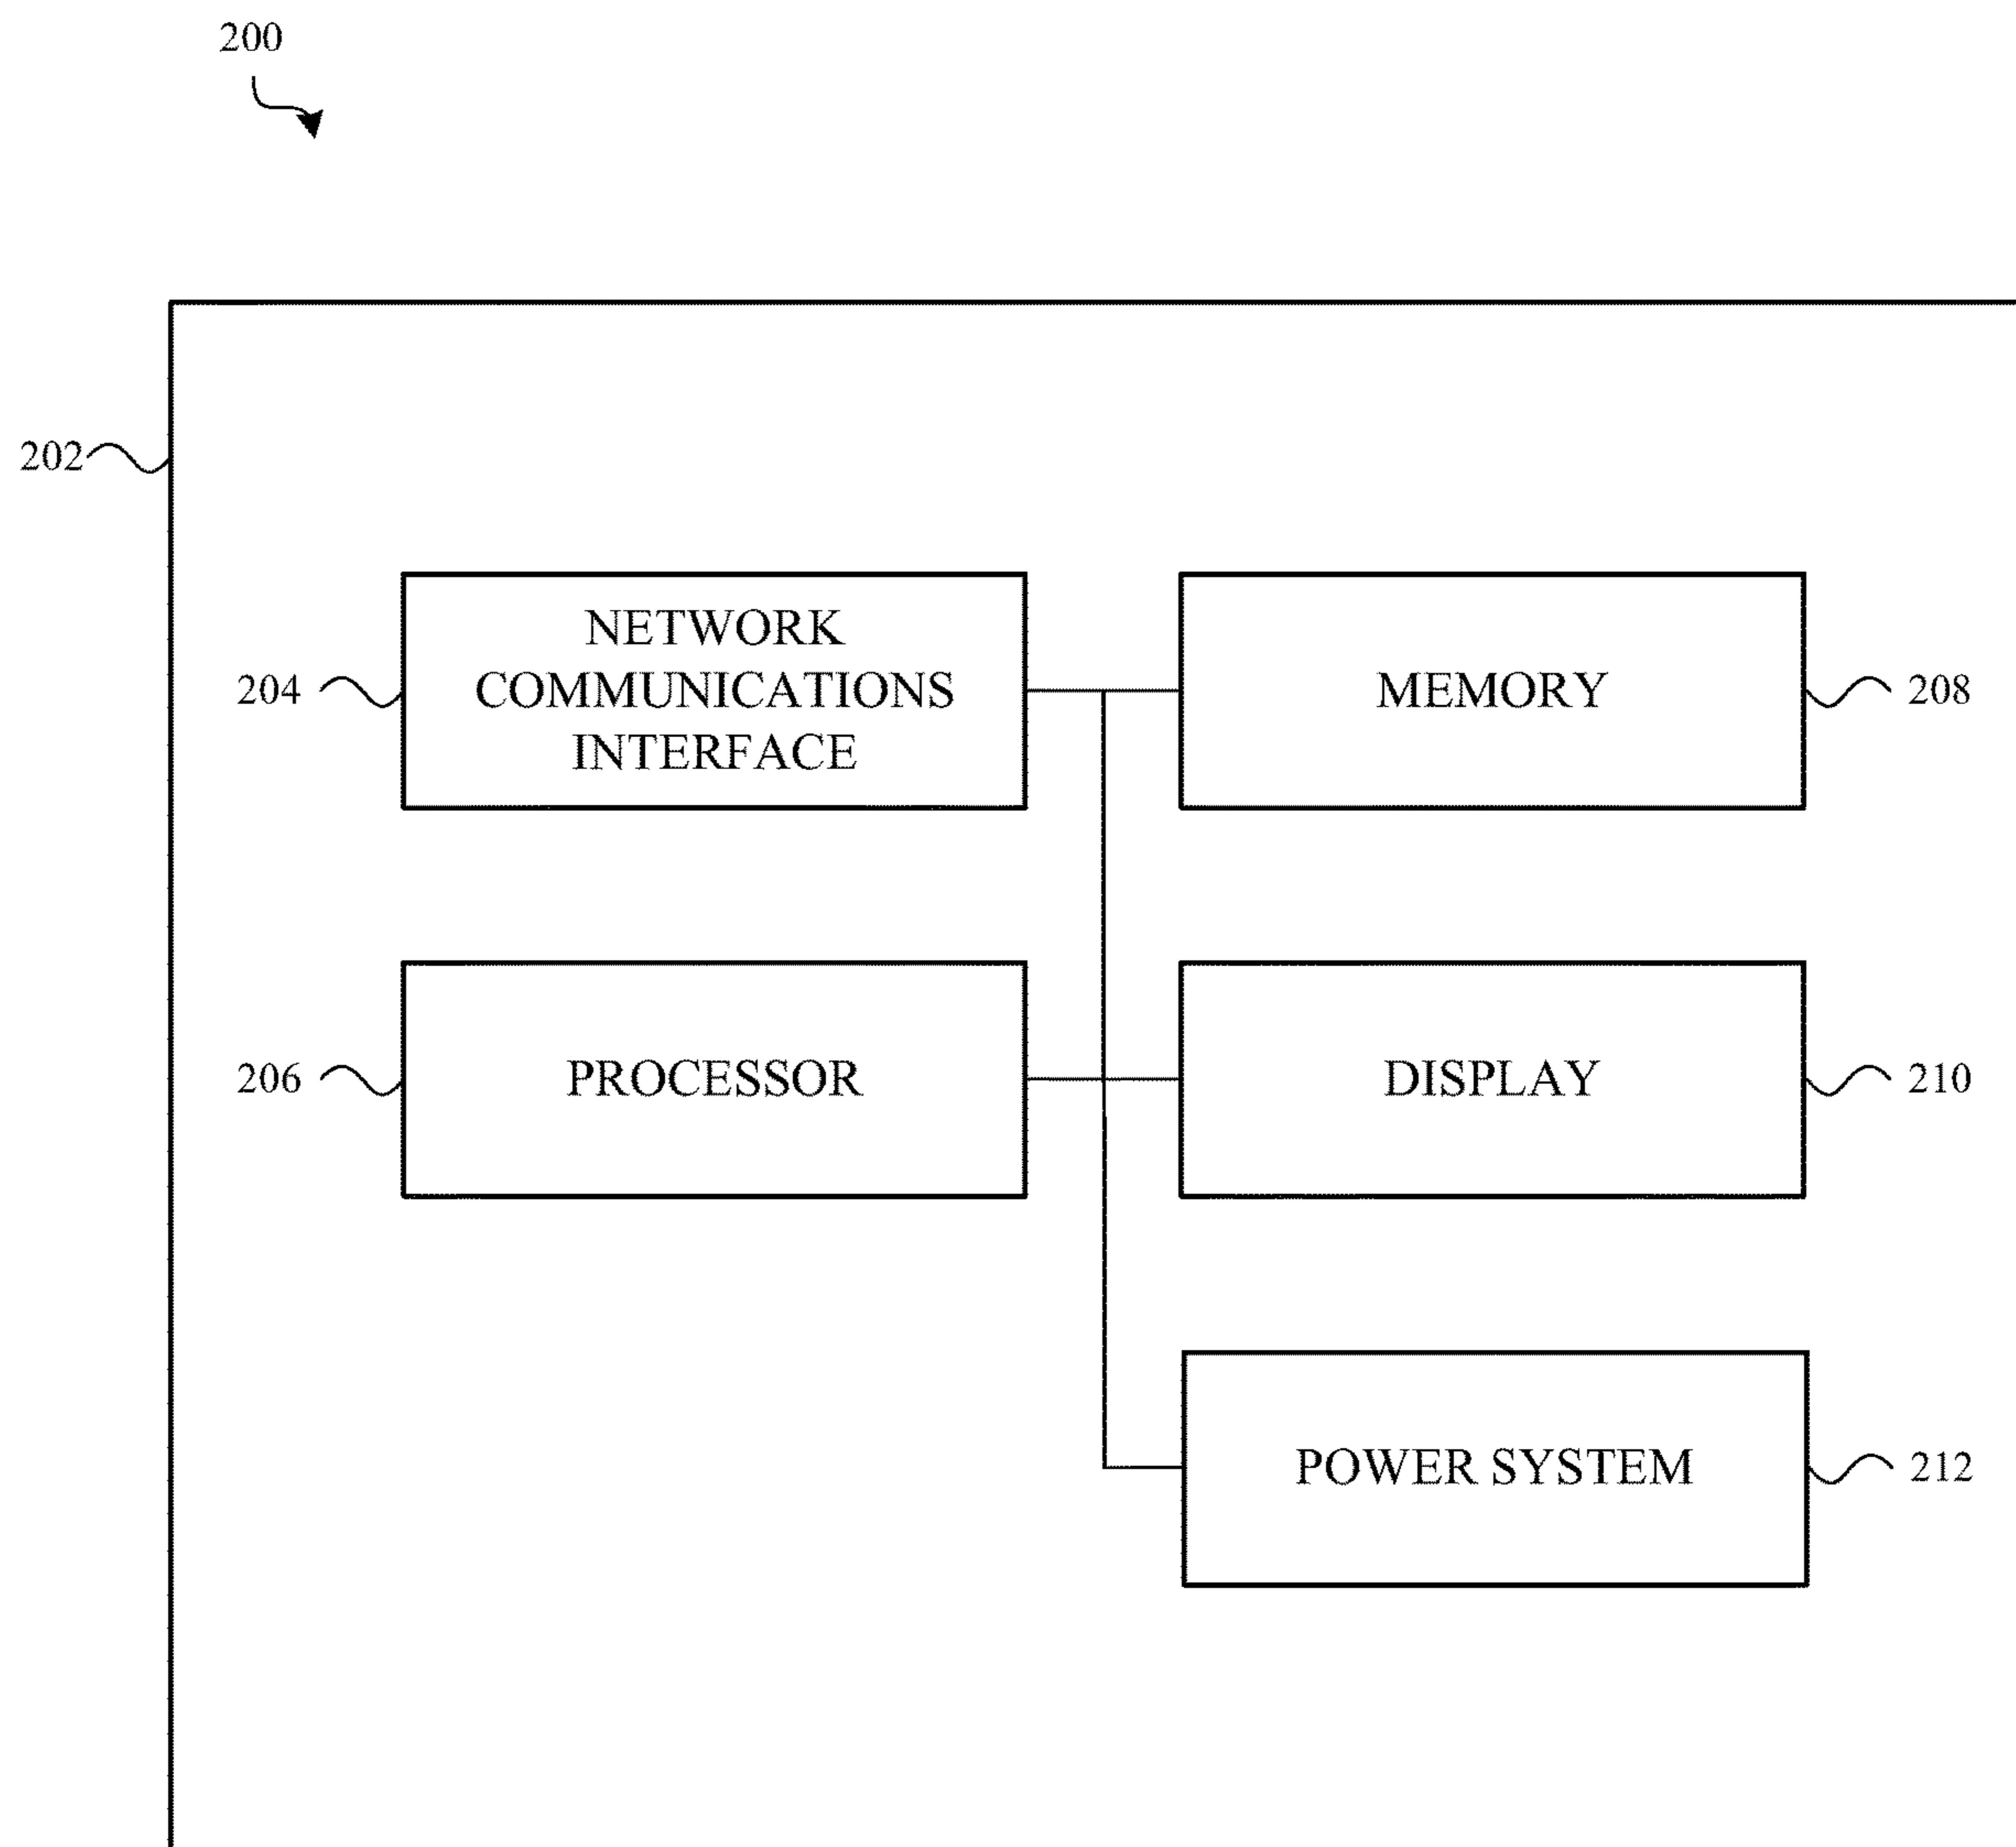 200
202
NETWORK
COMMUNICATIONS
INTERFACE
204
MEMORY
208
206
PROCESSOR
DISPLAY
210
POWER SYSTEM
212